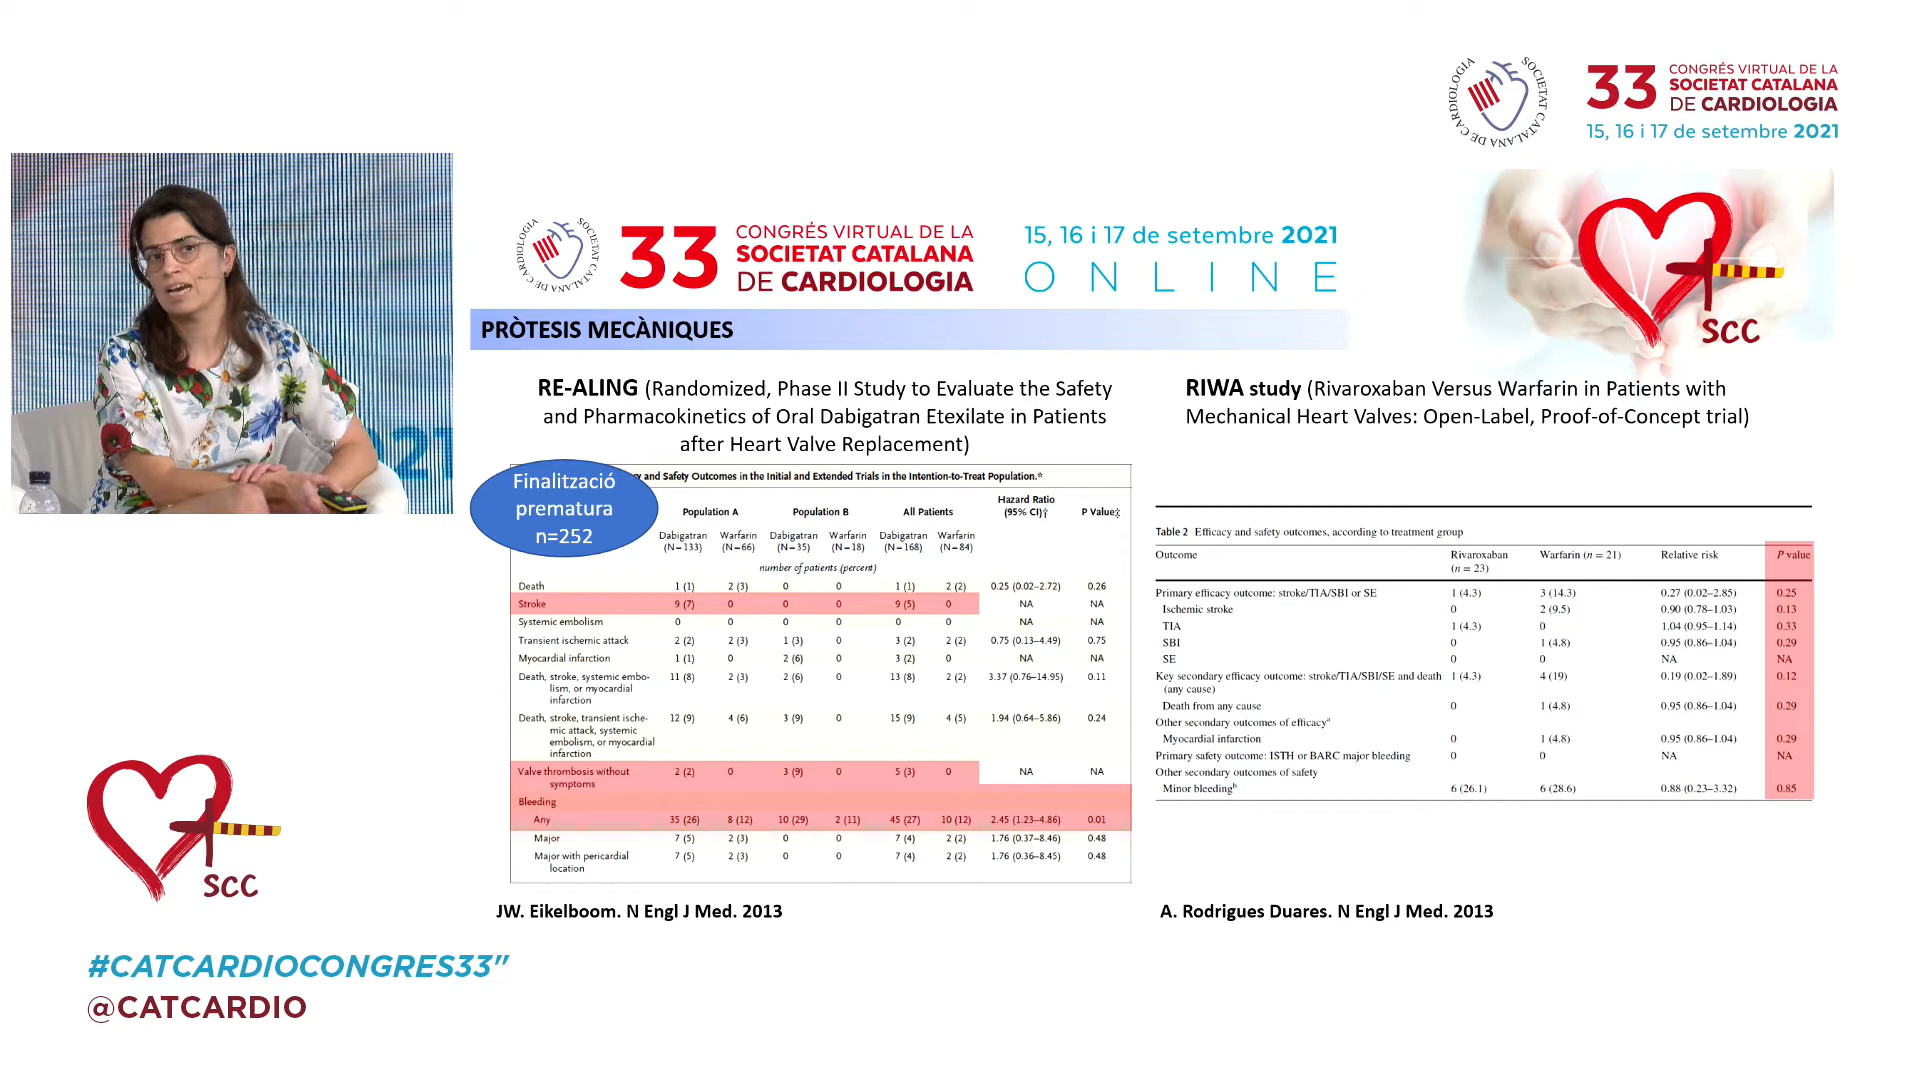 SOCIETAT CATALANA DE CARDIOLOGIA
33 CONGRÉS VIRTUAL DE LA
SOCIETAT CATALANA
DE CARDIOLOGIA
15, 16 i 17 de setembre 2021
SOCIETAT CATALANA DE CARDIOLOGIA
33 CONGRÉS VIRTUAL DE LA
SOCIETAT CATALANA
DE CARDIOLOGIA
15, 16 i 17 de setembre 2021
ONLINE
SCC
PRÒTESIS MECÀNIQUES
RE-ALING (Randomized, Phase II Study to Evaluate the Safety
and Pharmacokinetics of Oral Dabigatran Etexilate in Patients
after Heart Valve Replacement)
Finalització
prematura
n=252
and Safety Outcomes in the Initial and Extended Trials in the Intention-to-Treat Population.*
Population A Population B All Patients Hazard Ratio (95% CI)† P Value‡
Dabigatran (N=133) Warfarin (N=66) Dabigatran (N=35) Warfarin (N=18) Dabigatran (N=168) Warfarin (N=84)
number of patients (percent)
Death 1 (1) 2 (3) 0 0 1 (1) 2 (2) 0.25 (0.02–2.72) 0.26
Stroke 9 (7) 0 0 0 9 (5) 0 NA NA
Systemic embolism 0 0 0 0 0 0 NA NA
Transient ischemic attack 2 (2) 2 (3) 1 (3) 0 3 (2) 2 (2) 0.75 (0.13–4.49) 0.75
Myocardial infarction 1 (1) 0 2 (6) 0 3 (2) 0 NA NA
Death, stroke, systemic embo- 11 (8) 2 (3) 2 (6) 0 13 (8) 2 (2) 3.37 (0.76–14.95) 0.11
lism, or myocardial
infarction
Death, stroke, transient ische- 12 (9) 4 (6) 3 (9) 0 15 (9) 4 (5) 1.94 (0.64–5.86) 0.24
mic attack, systemic
embolism, or myocardial
infarction
Valve thrombosis without 2 (2) 0 3 (9) 0 5 (3) 0 NA NA
symptoms
Bleeding
Any 35 (26) 8 (12) 10 (29) 2 (11) 45 (27) 10 (12) 2.45 (1.23–4.86) 0.01
Major 7 (5) 2 (3) 0 0 7 (4) 2 (2) 1.76 (0.37–8.46) 0.48
Major with pericardial 7 (5) 2 (3) 0 0 7 (4) 2 (2) 1.76 (0.36–8.45) 0.48
location
JW. Eikelboom. N Engl J Med. 2013
RIWA study (Rivaroxaban Versus Warfarin in Patients with
Mechanical Heart Valves: Open-Label, Proof-of-Concept trial)
Table 2 Efficacy and safety outcomes, according to treatment group
Outcome Rivaroxaban (n = 23) Warfarin (n = 21) Relative risk P value
Primary efficacy outcome: stroke/TIA/SBI or SE 1 (4.3) 3 (14.3) 0.27 (0.02–2.85) 0.25
Ischemic stroke 0 2 (9.5) 0.90 (0.78–1.03) 0.13
TIA 1 (4.3) 0 1.04 (0.95–1.14) 0.33
SBI 0 1 (4.8) 0.95 (0.86–1.04) 0.29
SE 0 0 NA NA
Key secondary efficacy outcome: stroke/TIA/SBI/SE and death 1 (4.3) 4 (19) 0.19 (0.02–1.89) 0.12
(any cause)
Death from any cause 0 1 (4.8) 0.95 (0.86–1.04) 0.29
Other secondary outcomes of efficacyᵃ
Myocardial infarction 0 1 (4.8) 0.95 (0.86–1.04) 0.29
Primary safety outcome: ISTH or BARC major bleeding 0 0 NA NA
Other secondary outcomes of safety
Minor bleedingᵇ 6 (26.1) 6 (28.6) 0.88 (0.23–3.32) 0.85
A. Rodrigues Duares. N Engl J Med. 2013
SCC
#CATCARDIOCONGRES33"
@CATCARDIO